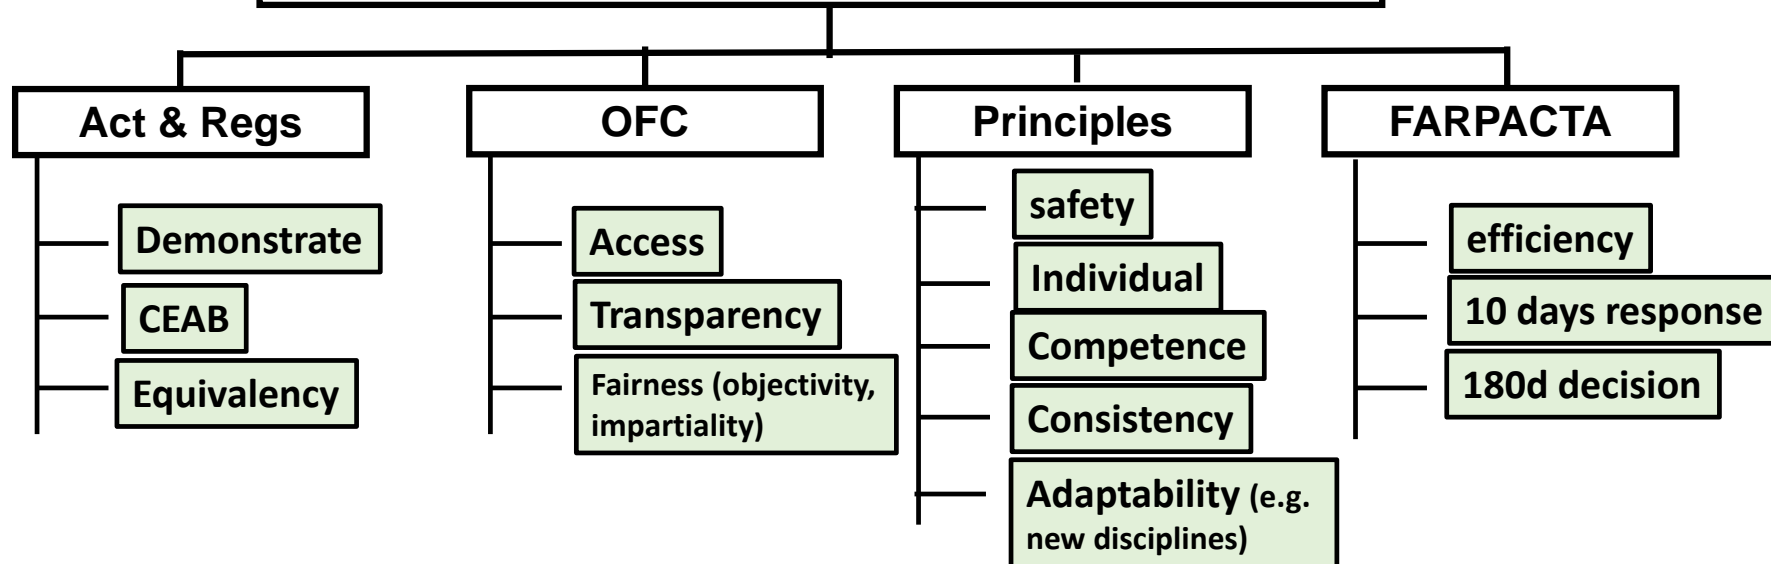 Act & Regs
Demonstrate
CEAB
Equivalency
OFC
Access
Transparency
Fairness (objectivity,
impartiality)
Principles
safety
Individual
Competence
Consistency
Adaptability (e.g.
new disciplines)
FARPACTA
efficiency
10 days response
180d decision